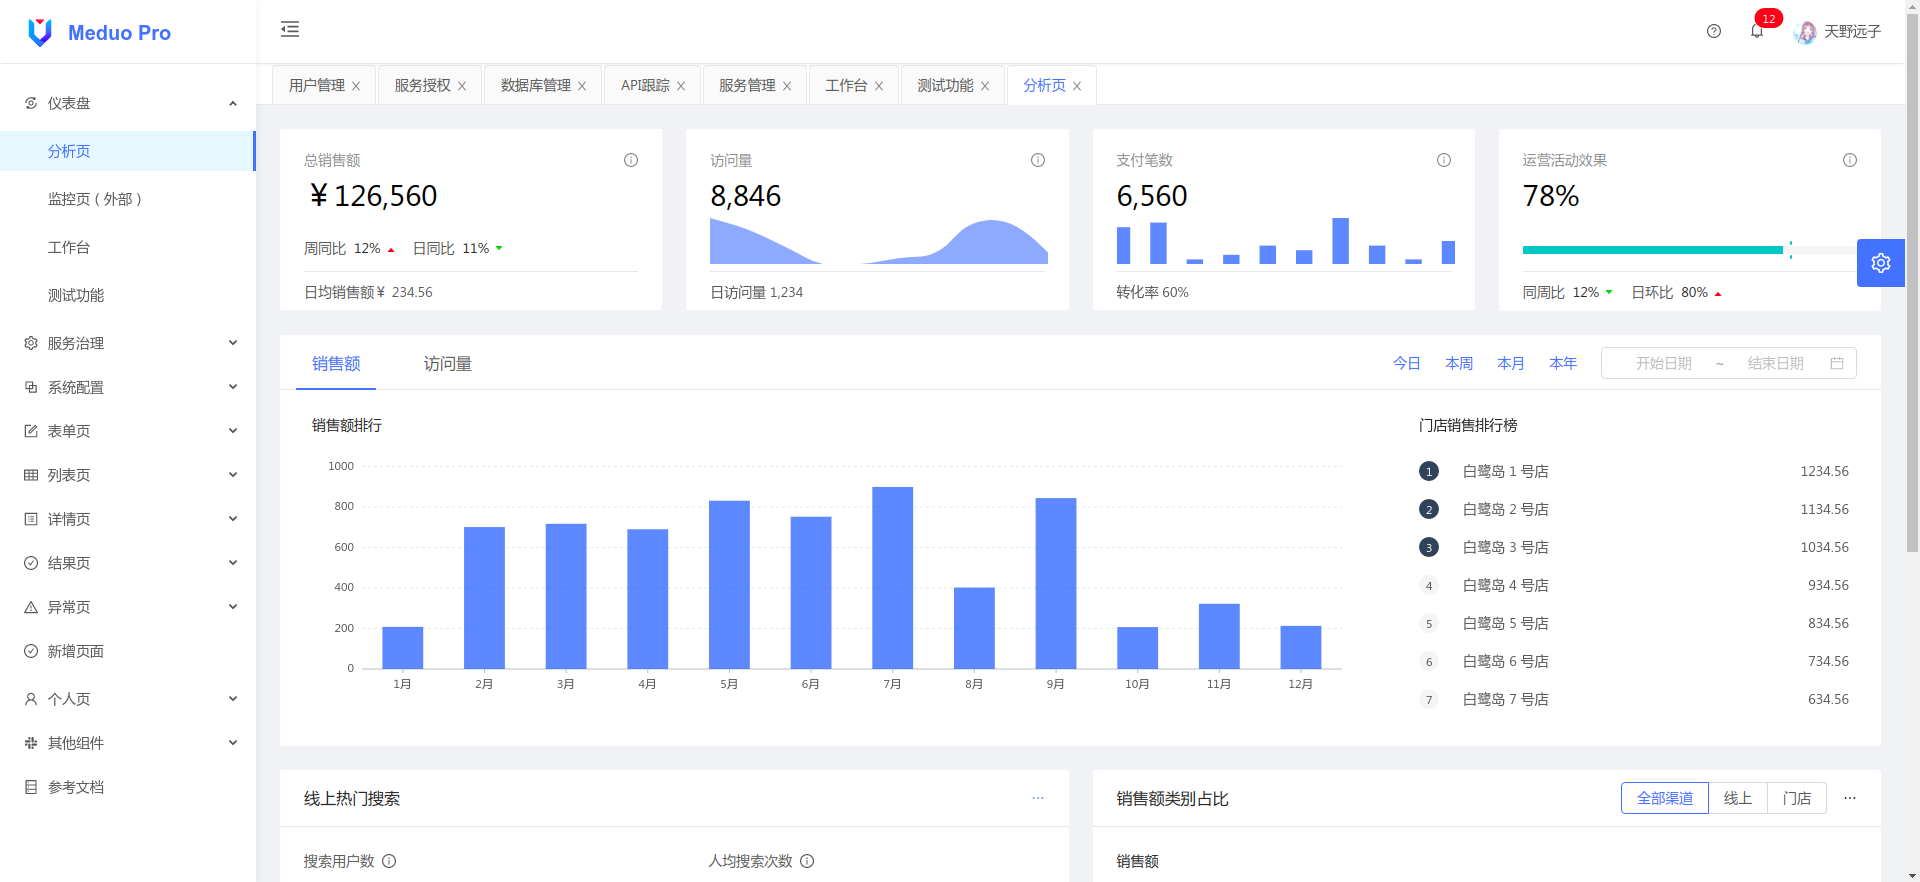 Meduo Pro
12
天野远子
用户管理
服务授权
数据库管理
API跟踪
服务管理
工作台
测试功能
分析页
仪表盘
分析页
监控页（外部）
工作台
测试功能
服务治理
系统配置
表单页
列表页
详情页
结果页
异常页
新增页面
个人页
其他组件
参考文档
总销售额
¥ 126,560
周同比 12% 日同比 11%
日均销售额¥ 234.56
访问量
8,846
日访问量 1,234
支付笔数
6,560
转化率 60%
运营活动效果
78%
同周比 12% 日环比 80%
销售额 访问量
今日 本周 本月 本年 开始日期 ~ 结束日期
销售额排行
1000
800
600
400
200
0
1月 2月 3月 4月 5月 6月 7月 8月 9月 10月 11月 12月
门店销售排行榜
1 白鹭岛 1 号店 1234.56
2 白鹭岛 2 号店 1134.56
3 白鹭岛 3 号店 1034.56
4 白鹭岛 4 号店 934.56
5 白鹭岛 5 号店 834.56
6 白鹭岛 6 号店 734.56
7 白鹭岛 7 号店 634.56
线上热门搜索 ···
搜索用户数 人均搜索次数
销售额类别占比 全部渠道 线上 门店 ···
销售额